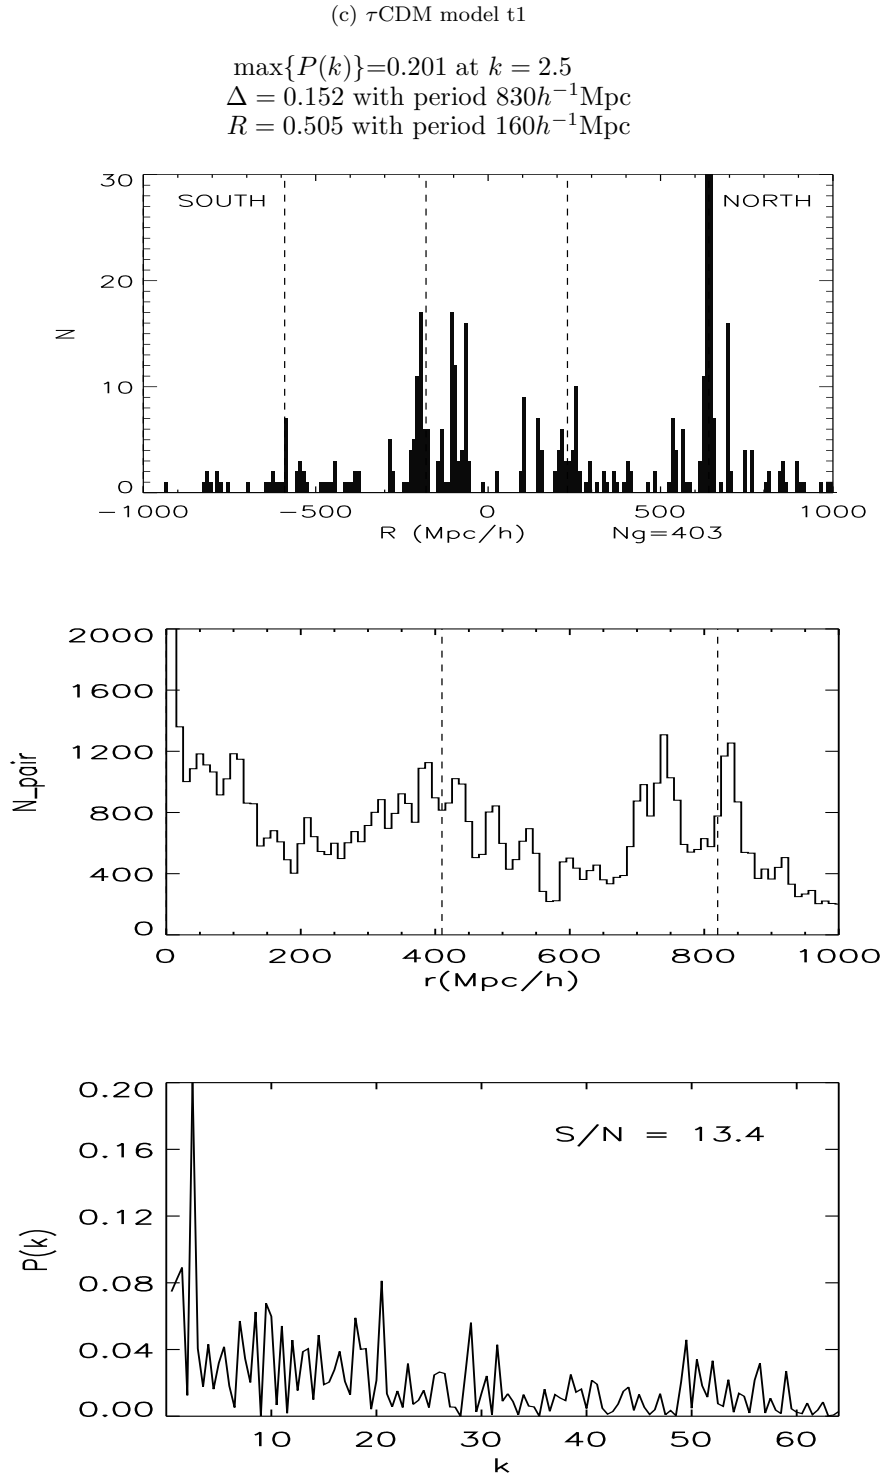 (c) τCDM model t1
max{P(k)}=0.201 at k = 2.5
Δ = 0.152 with period 830h⁻¹Mpc
R = 0.505 with period 160h⁻¹Mpc
30
SOUTH
NORTH
20
N
10
0
−1000 −500 0 500 1000
R (Mpc/h) Ng=403
2000
1600
1200
N_pair
800
400
0
0 200 400 600 800 1000
r(Mpc/h)
0.20
S/N = 13.4
0.16
0.12
P(k)
0.08
0.04
0.00
10 20 30 40 50 60
k